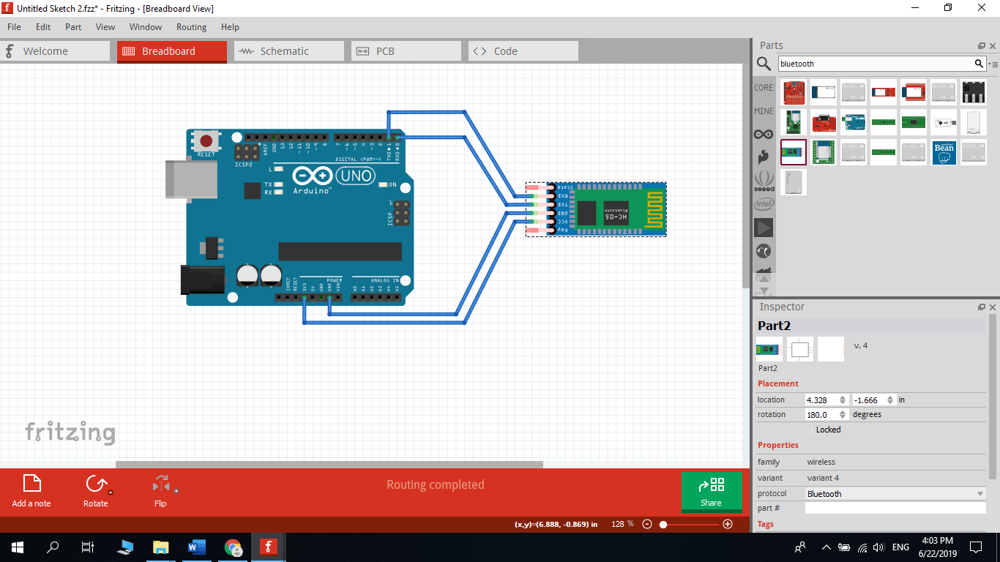 Untitled Sketch 2.fzz* - Fritzing - [Breadboard View]
File Edit Part View Window Routing Help
Welcome Breadboard Schematic PCB Code
RESET
ICSP2
AREF
GND
13
12
~11
~10
~9
8
7
~6
~5
4
~3
2
TXD▶1
RXD◀0
DIGITAL (PWM=~)
L
TX
RX
Arduino™
UNO
ON
1
ICSP
IOREF
RESET
3V3
5V
GND
GND
VIN
POWER
ANALOG IN
A0
A1
A2
A3
A4
A5
State
RXD
TXD
GND
VCC
Key
HC-05
Bluetooth
fritzing
Parts
bluetooth
CORE
MINE
seeed
intel
Bean
Inspector
Part2
v. 4
Part2
Placement
location 4.328 -1.666 in
rotation 180.0 degrees
Locked
Properties
family wireless
variant variant 4
protocol Bluetooth
part #
Tags
Add a note Rotate Flip
Routing completed
Share
(x,y)=(6.888, -0.869) in 128 %
ENG
4:03 PM
6/22/2019